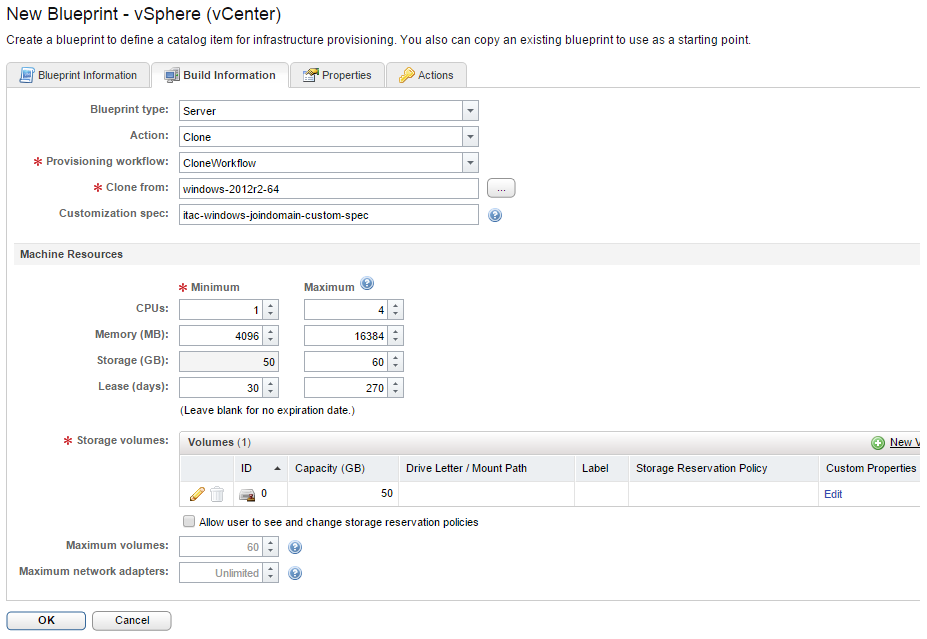 New Blueprint - vSphere (vCenter)
Create a blueprint to define a catalog item for infrastructure provisioning. You also can copy an existing blueprint to use as a starting point.
Blueprint Information Build Information Properties Actions
Blueprint type: Server
Action: Clone
* Provisioning workflow: CloneWorkflow
* Clone from: windows-2012r2-64 ...
Customization spec: itac-windows-joindomain-custom-spec ?
Machine Resources
* Minimum Maximum ?
CPUs: 1 4
Memory (MB): 4096 16384
Storage (GB): 50 60
Lease (days): 30 270
(Leave blank for no expiration date.)
* Storage volumes: Volumes (1) New V
ID Capacity (GB) Drive Letter / Mount Path Label Storage Reservation Policy Custom Properties
0 50 Edit
Allow user to see and change storage reservation policies
Maximum volumes: 60 ?
Maximum network adapters: Unlimited ?
OK Cancel